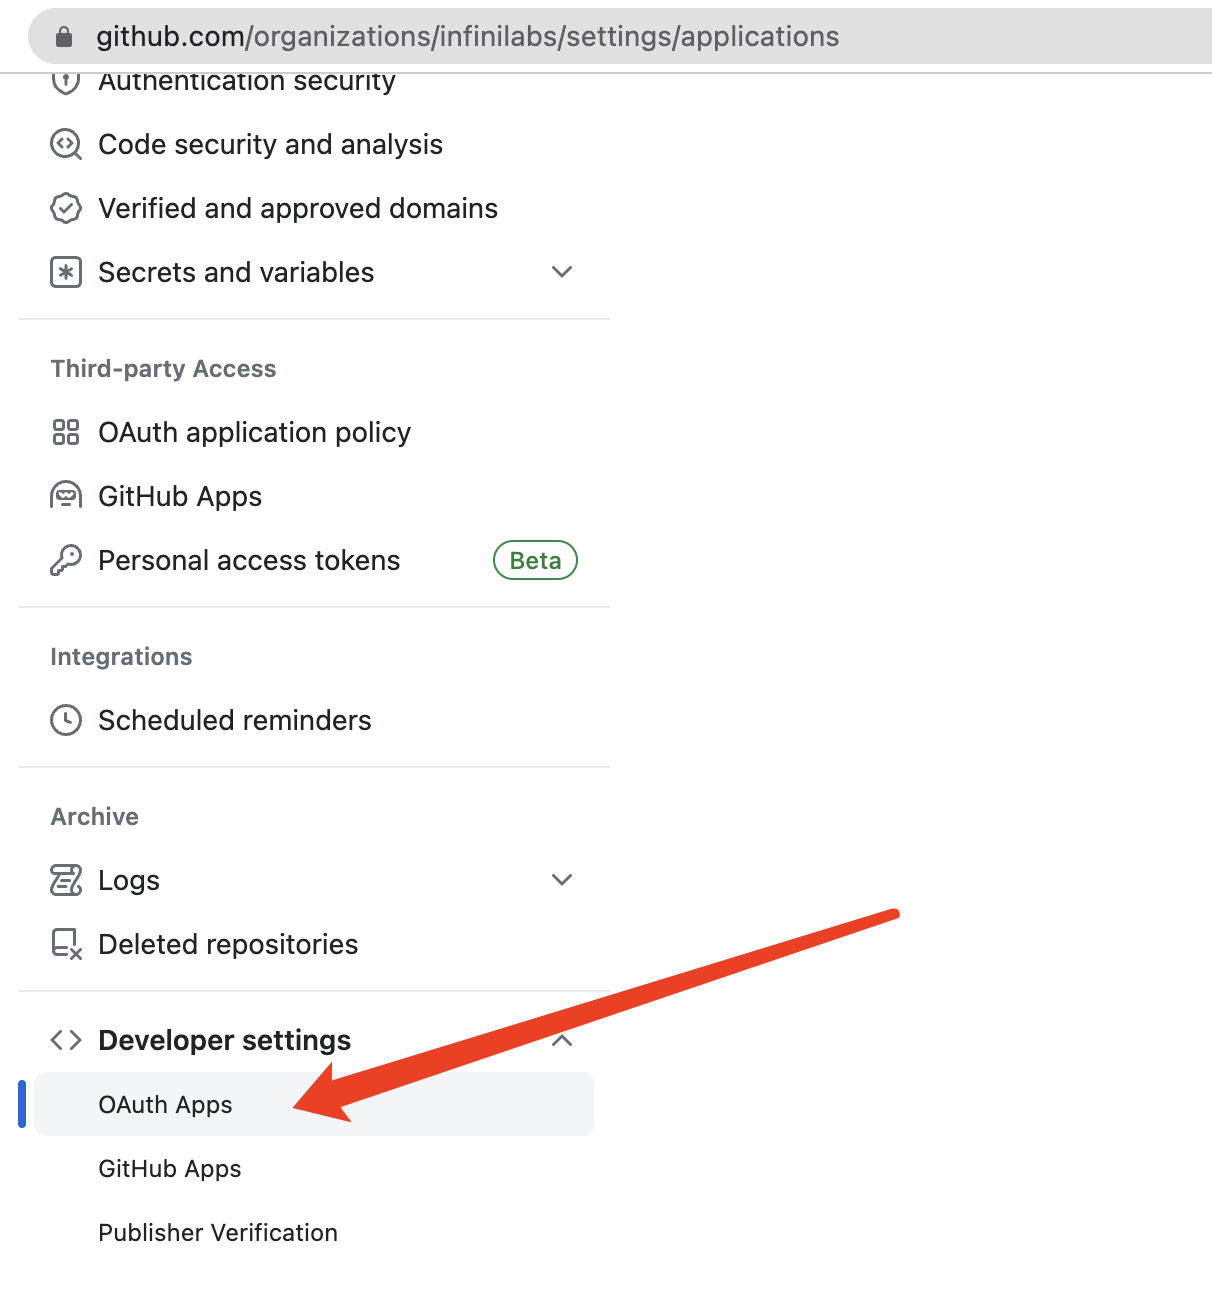 github.com/organizations/infinilabs/settings/applications
Authentication security
Code security and analysis
Verified and approved domains
Secrets and variables
Third-party Access
OAuth application policy
GitHub Apps
Personal access tokens Beta
Integrations
Scheduled reminders
Archive
Logs
Deleted repositories
Developer settings
OAuth Apps
GitHub Apps
Publisher Verification